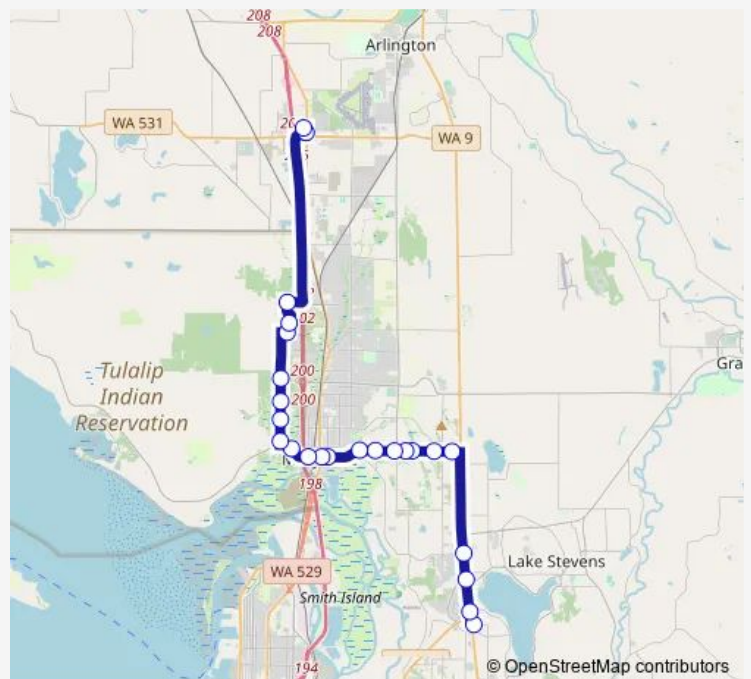 208
208
Arlington
WA 531
WA 9
200
200
Tulalip
Indian
Reservation
Gra
198
WA 529
Lake Stevens
Smith Island
194
© OpenStreetMap contributors